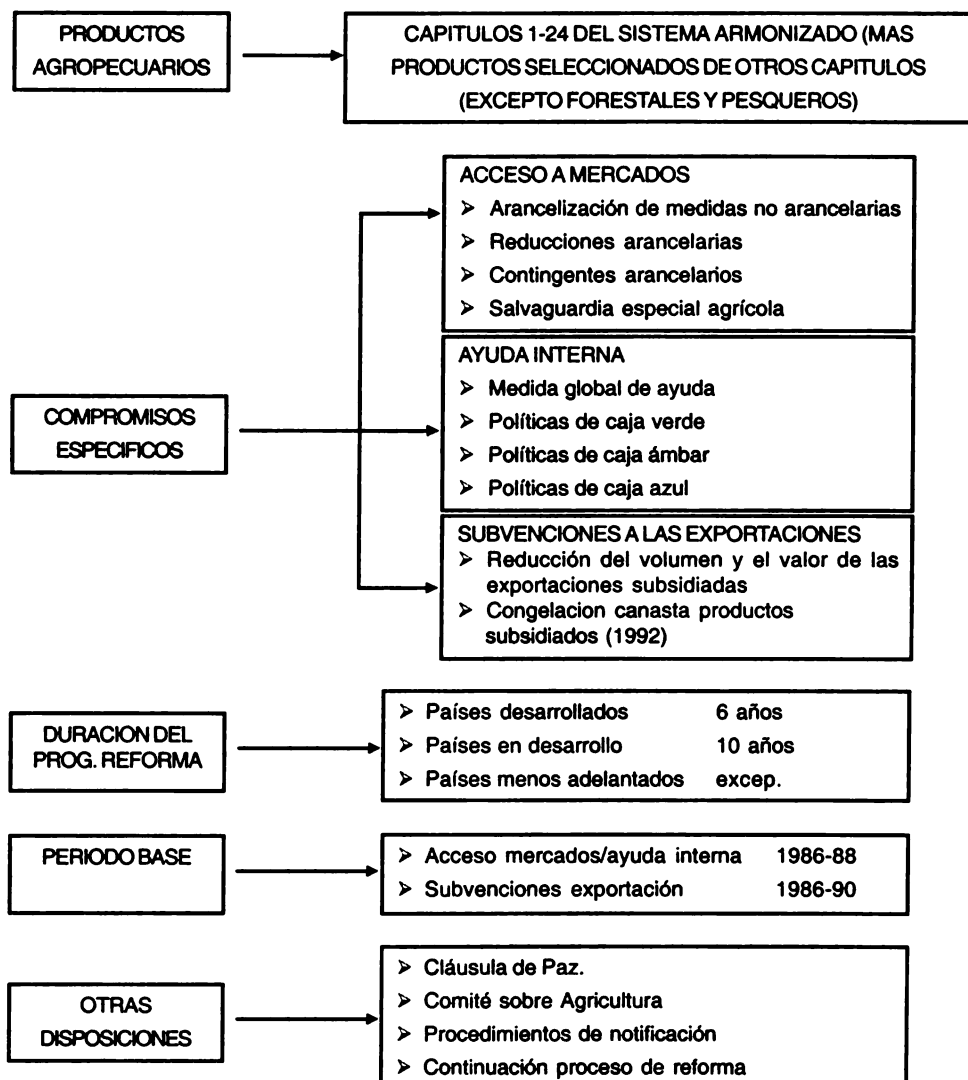 PRODUCTOS
AGROPECUARIOS
CAPITULOS 1-24 DEL SISTEMA ARMONIZADO (MAS
PRODUCTOS SELECCIONADOS DE OTROS CAPITULOS
(EXCEPTO FORESTALES Y PESQUEROS)
COMPROMISOS
ESPECIFICOS
ACCESO A MERCADOS
➢ Arancelización de medidas no arancelarias
➢ Reducciones arancelarias
➢ Contingentes arancelarios
➢ Salvaguardia especial agrícola
AYUDA INTERNA
➢ Medida global de ayuda
➢ Políticas de caja verde
➢ Políticas de caja ámbar
➢ Políticas de caja azul
SUBVENCIONES A LAS EXPORTACIONES
➢ Reducción del volumen y el valor de las
exportaciones subsidiadas
➢ Congelacion canasta productos
subsidiados (1992)
DURACION DEL
PROG. REFORMA
➢ Países desarrollados 6 años
➢ Países en desarrollo 10 años
➢ Países menos adelantados excep.
PERIODO BASE
➢ Acceso mercados/ayuda interna 1986-88
➢ Subvenciones exportación 1986-90
OTRAS
DISPOSICIONES
➢ Cláusula de Paz.
➢ Comité sobre Agricultura
➢ Procedimientos de notificación
➢ Continuación proceso de reforma